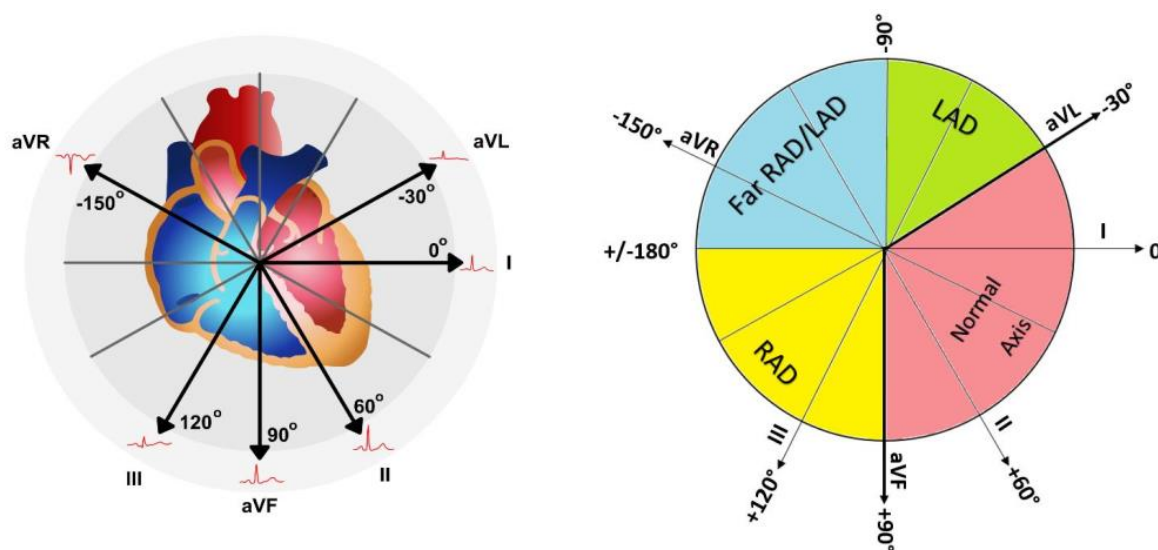 aVR
aVL
-150°
-30°
0°
I
120°
90°
60°
III
II
aVF
-90°
-150°
aVR
Far RAD/LAD
LAD
aVL
-30°
+/-180°
I
0
Normal
Axis
RAD
III
+120°
aVF
+90°
II
+60°